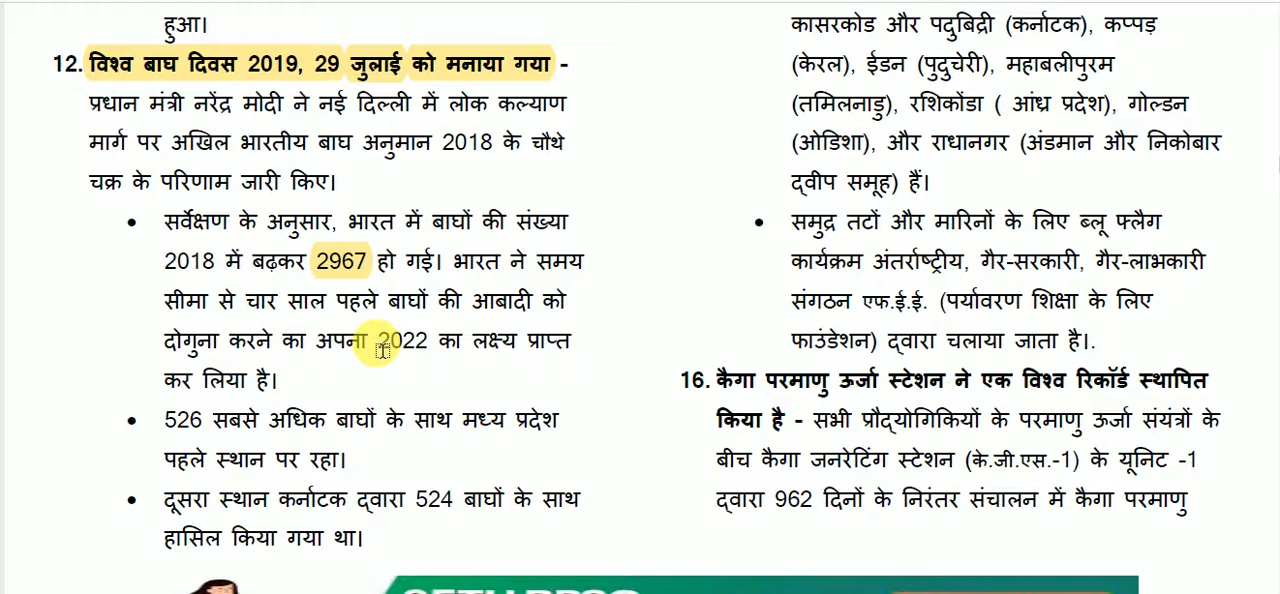 हुआ।
12. विश्व बाघ दिवस 2019, 29 जुलाई को मनाया गया -
प्रधान मंत्री नरेंद्र मोदी ने नई दिल्ली में लोक कल्याण
मार्ग पर अखिल भारतीय बाघ अनुमान 2018 के चौथे
चक्र के परिणाम जारी किए।
• सर्वेक्षण के अनुसार, भारत में बाघों की संख्या
2018 में बढ़कर 2967 हो गई। भारत ने समय
सीमा से चार साल पहले बाघों की आबादी को
दोगुना करने का अपना 2022 का लक्ष्य प्राप्त
कर लिया है।
• 526 सबसे अधिक बाघों के साथ मध्य प्रदेश
पहले स्थान पर रहा।
• दूसरा स्थान कर्नाटक द्वारा 524 बाघों के साथ
हासिल किया गया था।
कासरकोड और पदुबिद्री (कर्नाटक), कप्पड़
(केरल), ईडन (पुदुचेरी), महाबलीपुरम
(तमिलनाडु), रशिकोंडा ( आंध्र प्रदेश), गोल्डन
(ओडिशा), और राधानगर (अंडमान और निकोबार
द्वीप समूह) हैं।
• समुद्र तटों और मारिनों के लिए ब्लू फ्लैग
कार्यक्रम अंतर्राष्ट्रीय, गैर-सरकारी, गैर-लाभकारी
संगठन एफ.ई.ई. (पर्यावरण शिक्षा के लिए
फाउंडेशन) द्वारा चलाया जाता है।.
16. कैगा परमाणु ऊर्जा स्टेशन ने एक विश्व रिकॉर्ड स्थापित
किया है - सभी प्रौद्योगिकियों के परमाणु ऊर्जा संयंत्रों के
बीच कैगा जनरेटिंग स्टेशन (के.जी.एस.-1) के यूनिट -1
द्वारा 962 दिनों के निरंतर संचालन में कैगा परमाणु